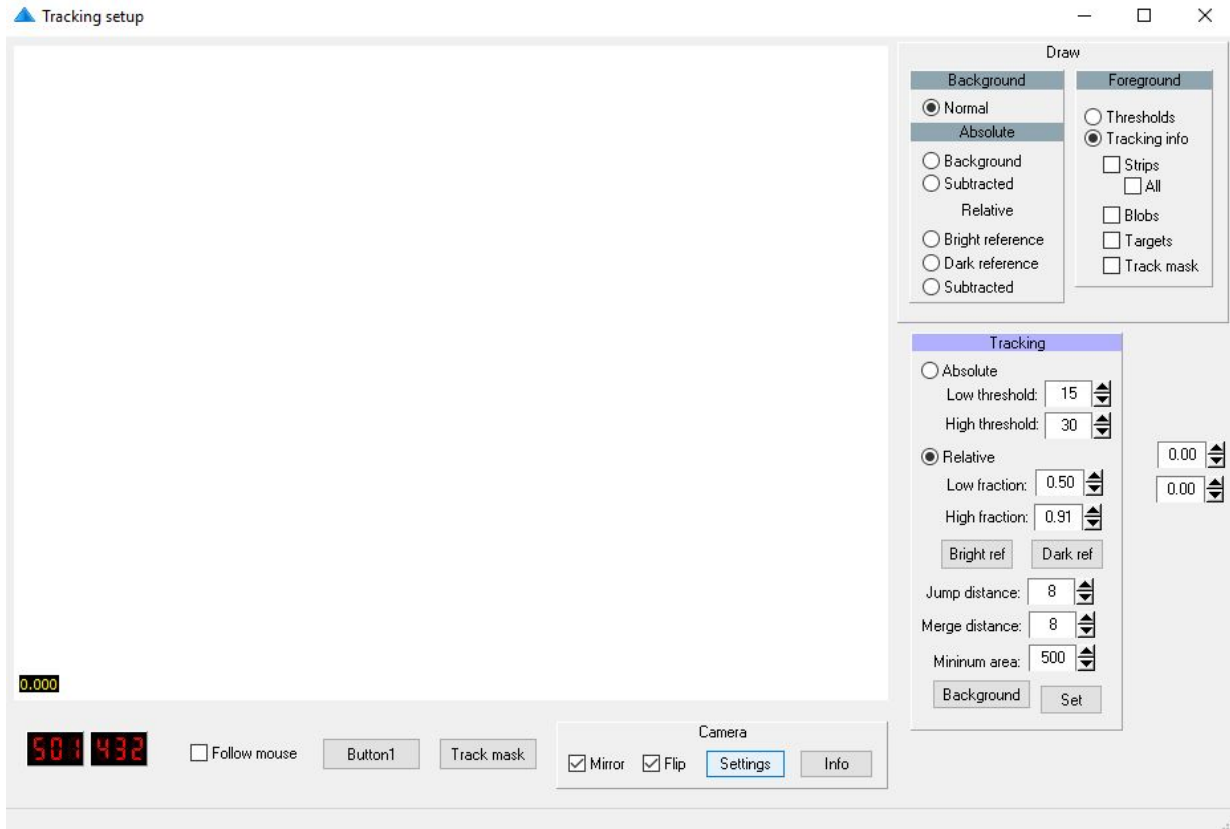 Tracking setup
Draw
Background
Normal
Absolute
Background
Subtracted
Relative
Bright reference
Dark reference
Subtracted
Foreground
Thresholds
Tracking info
Strips
All
Blobs
Targets
Track mask
Tracking
Absolute
Low threshold: 15
High threshold: 30
Relative
Low fraction: 0.50
High fraction: 0.91
Bright ref Dark ref
Jump distance: 8
Merge distance: 8
Mininum area: 500
Background Set
0.00
0.00
0.000
501 432
Follow mouse
Button1
Track mask
Camera
Mirror Flip Settings Info